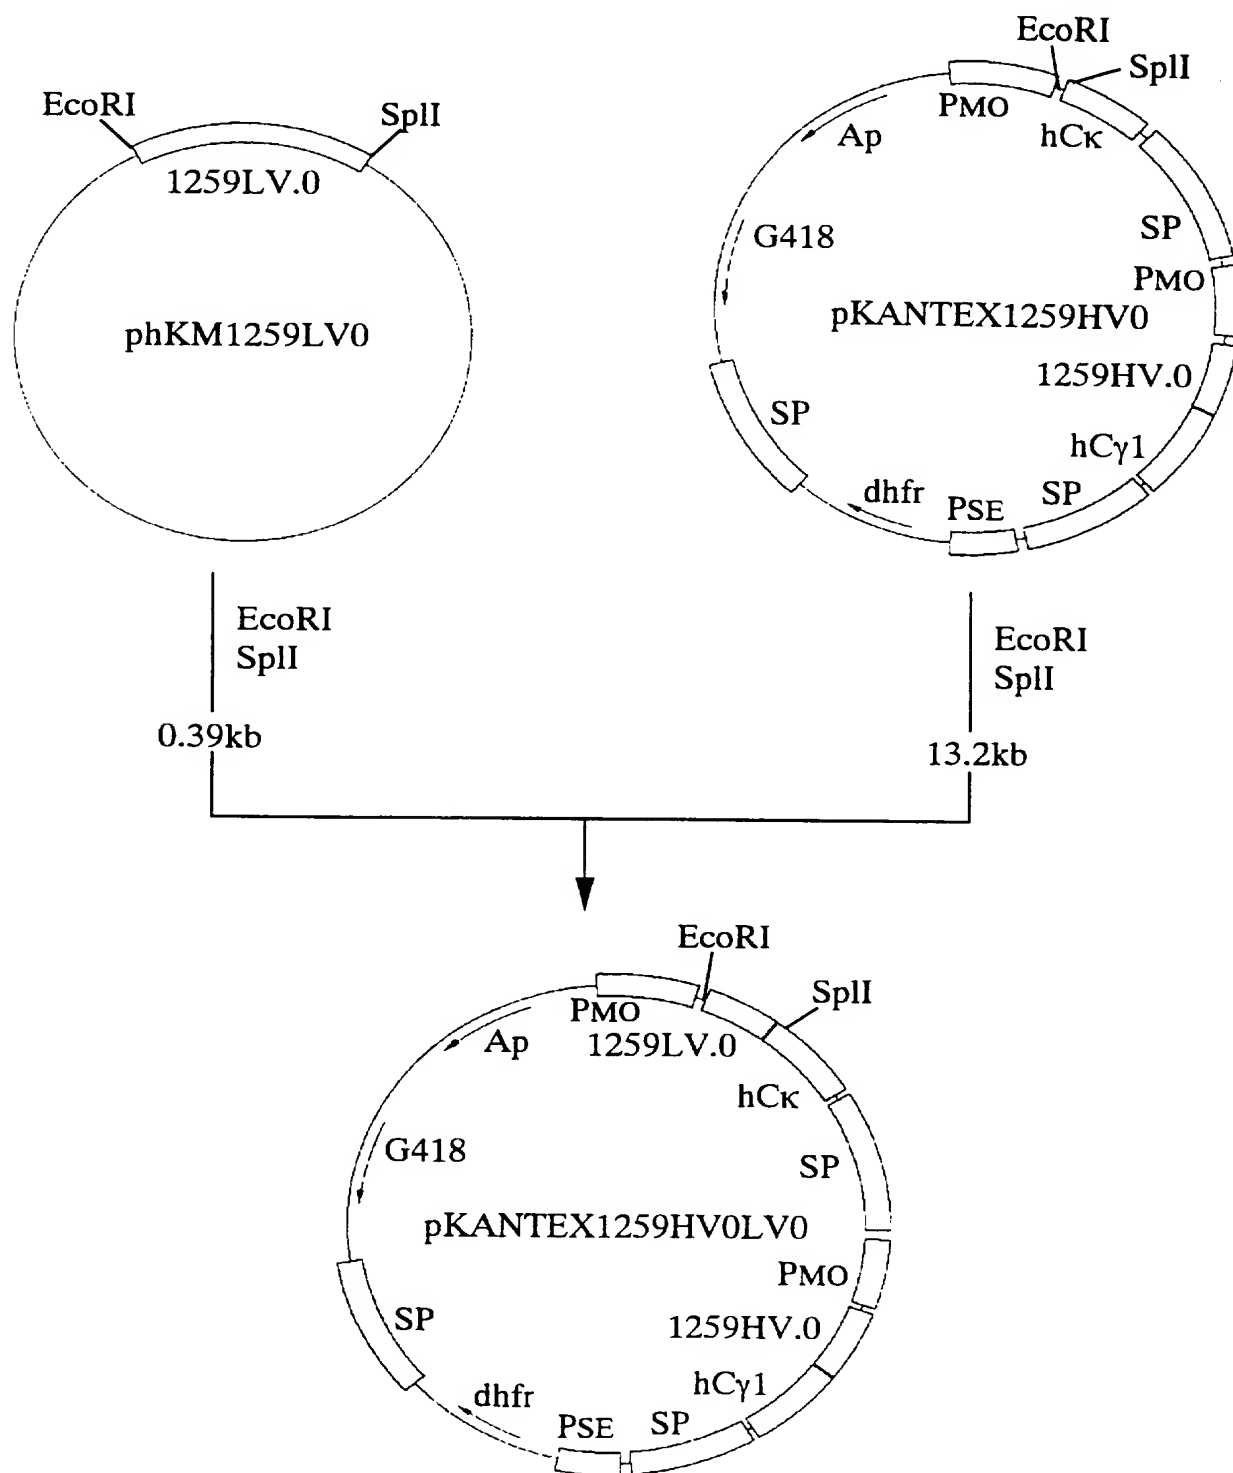 EcoRI
SplI
1259LV.0
phKM1259LV0
EcoRI
SplI
PMO
hCκ
Ap
SP
G418
PMO
pKANTEX1259HV0
1259HV.0
SP
hCγ1
dhfr
PSE
SP
EcoRI
SplI
0.39kb
EcoRI
SplI
13.2kb
EcoRI
SplI
PMO
1259LV.0
Ap
hCκ
G418
SP
pKANTEX1259HV0LV0
PMO
SP
1259HV.0
hCγ1
dhfr
PSE
SP